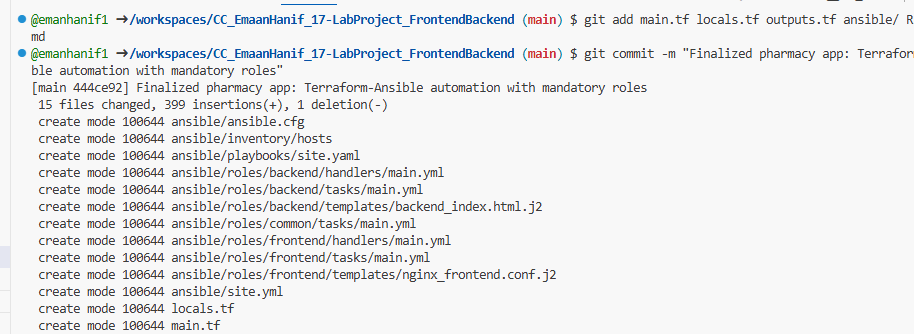 @emanhanif1 ➜/workspaces/CC_EmaanHanif_17-LabProject_FrontendBackend (main) $ git add main.tf locals.tf outputs.tf ansible/ R
md
@emanhanif1 ➜/workspaces/CC_EmaanHanif_17-LabProject_FrontendBackend (main) $ git commit -m "Finalized pharmacy app: Terrafor
ble automation with mandatory roles"
[main 444ce92] Finalized pharmacy app: Terraform-Ansible automation with mandatory roles
15 files changed, 399 insertions(+), 1 deletion(-)
create mode 100644 ansible/ansible.cfg
create mode 100644 ansible/inventory/hosts
create mode 100644 ansible/playbooks/site.yaml
create mode 100644 ansible/roles/backend/handlers/main.yml
create mode 100644 ansible/roles/backend/tasks/main.yml
create mode 100644 ansible/roles/backend/templates/backend_index.html.j2
create mode 100644 ansible/roles/common/tasks/main.yml
create mode 100644 ansible/roles/frontend/handlers/main.yml
create mode 100644 ansible/roles/frontend/tasks/main.yml
create mode 100644 ansible/roles/frontend/templates/nginx_frontend.conf.j2
create mode 100644 ansible/site.yml
create mode 100644 locals.tf
create mode 100644 main.tf